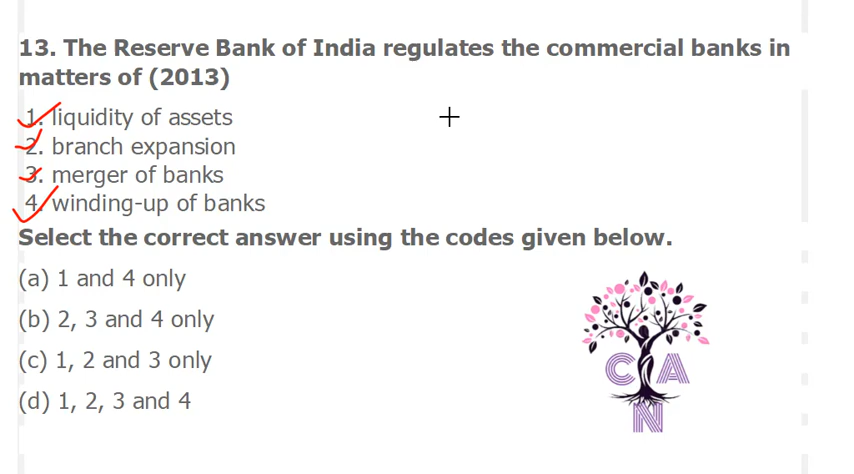 13. The Reserve Bank of India regulates the commercial banks in
matters of (2013)
1. liquidity of assets
2. branch expansion
3. merger of banks
4. winding-up of banks
Select the correct answer using the codes given below.
(a) 1 and 4 only
(b) 2, 3 and 4 only
(c) 1, 2 and 3 only
(d) 1, 2, 3 and 4
C A
N